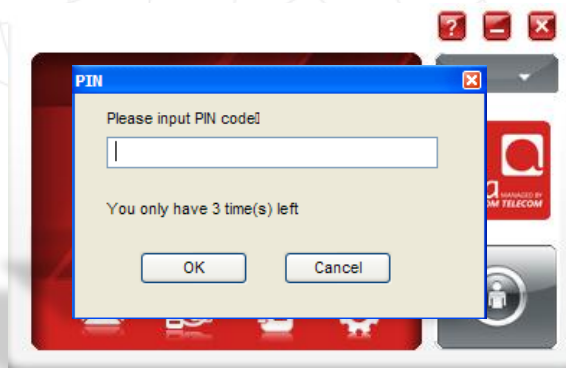 ?
PIN
Please input PIN code▯
You only have 3 time(s) left
OK
Cancel
a
MANAGED BY
OM TELECOM